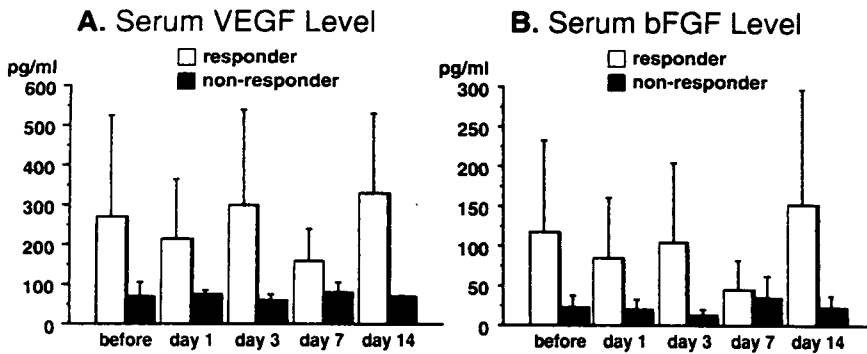 A. Serum VEGF Level
responder
non-responder
pg/ml
600
500
400
300
200
100
0
before day 1 day 3 day 7 day 14
B. Serum bFGF Level
responder
non-responder
pg/ml
300
250
200
150
100
50
0
before day 1 day 3 day 7 day 14